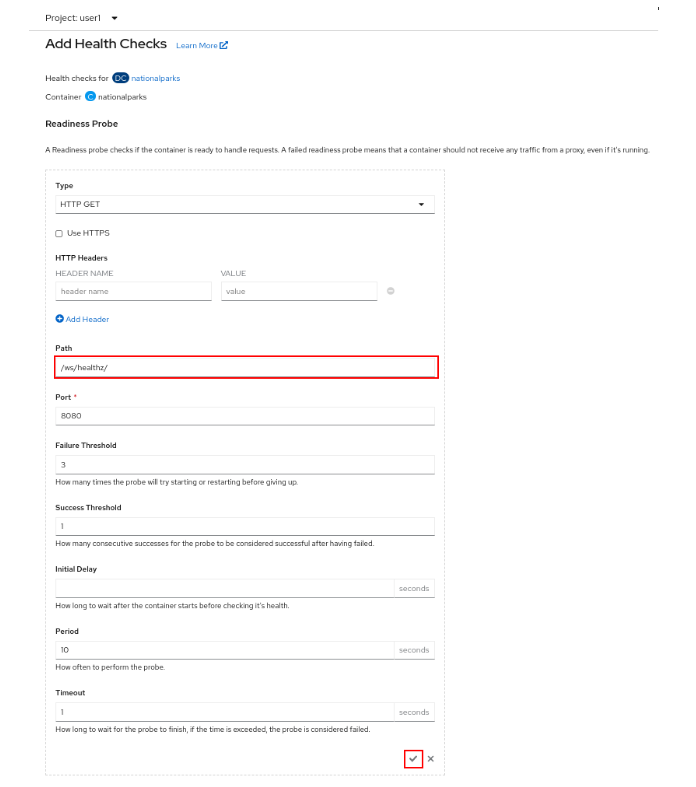 Project: user1
Add Health Checks Learn More
Health checks for DC nationalparks
Container C nationalparks
Readiness Probe
A Readiness probe checks if the container is ready to handle requests. A failed readiness probe means that a container should not receive any traffic from a proxy, even if it's running.
Type
HTTP GET
Use HTTPS
HTTP Headers
HEADER NAME VALUE
header name value
Add Header
Path
/ws/healthz/
Port *
8080
Failure Threshold
3
How many times the probe will try starting or restarting before giving up.
Success Threshold
1
How many consecutive successes for the probe to be considered successful after having failed.
Initial Delay
seconds
How long to wait after the container starts before checking it's health.
Period
10 seconds
How often to perform the probe.
Timeout
1 seconds
How long to wait for the probe to finish, if the time is exceeded, the probe is considered failed.